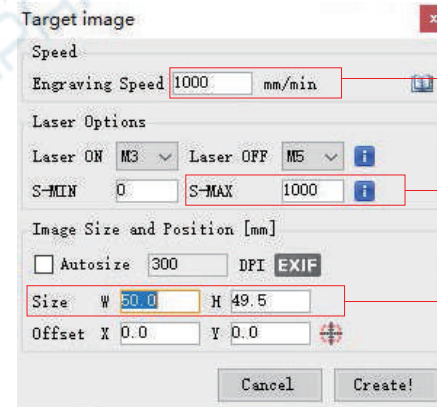 Target image
x
Speed
Engraving Speed 1000 mm/min
Laser Options
Laser ON M3 Laser OFF M5
S-MIN 0 S-MAX 1000
Image Size and Position [mm]
Autosize 300 DPI EXIF
Size W 50.0 H 49.5
Offset X 0.0 Y 0.0
Cancel Create!